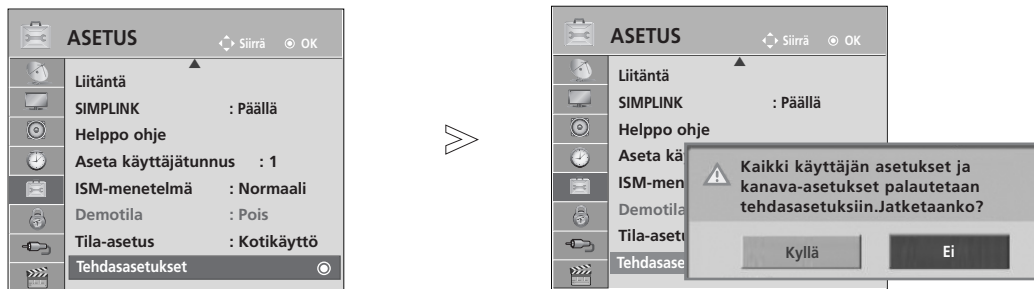 ASETUS
Siirrä OK
Liitäntä
SIMPLINK : Päällä
Helppo ohje
Aseta käyttäjätunnus : 1
ISM-menetelmä : Normaali
Demotila : Pois
Tila-asetus : Kotikäyttö
Tehdasasetukset
ASETUS
Siirrä OK
Liitäntä
SIMPLINK : Päällä
Helppo ohje
Aseta kä
ISM-men
Demotila
Tila-asetu
Tehdasase
Kaikki käyttäjän asetukset ja
kanava-asetukset palautetaan
tehdasasetuksiin.Jatketaanko?
Kyllä
Ei